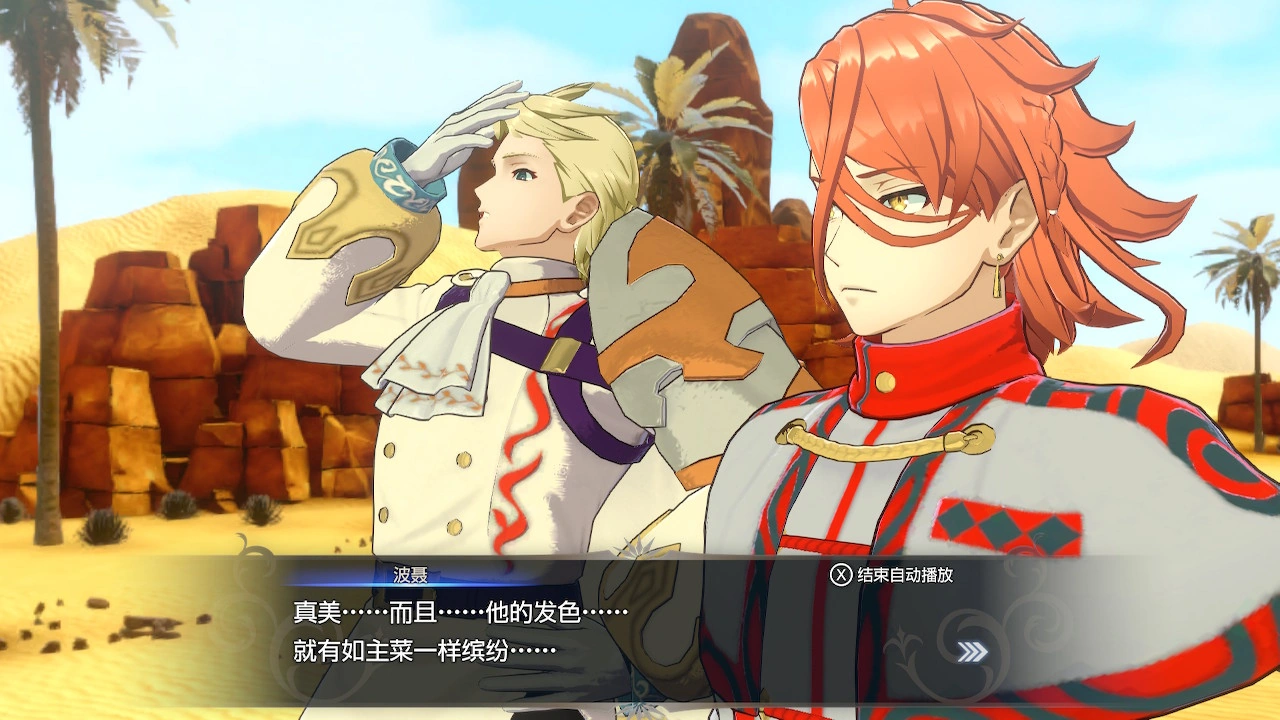 波聂
Ⓧ结束自动播放
真美……而且……他的发色……
就有如主菜一样缤纷……